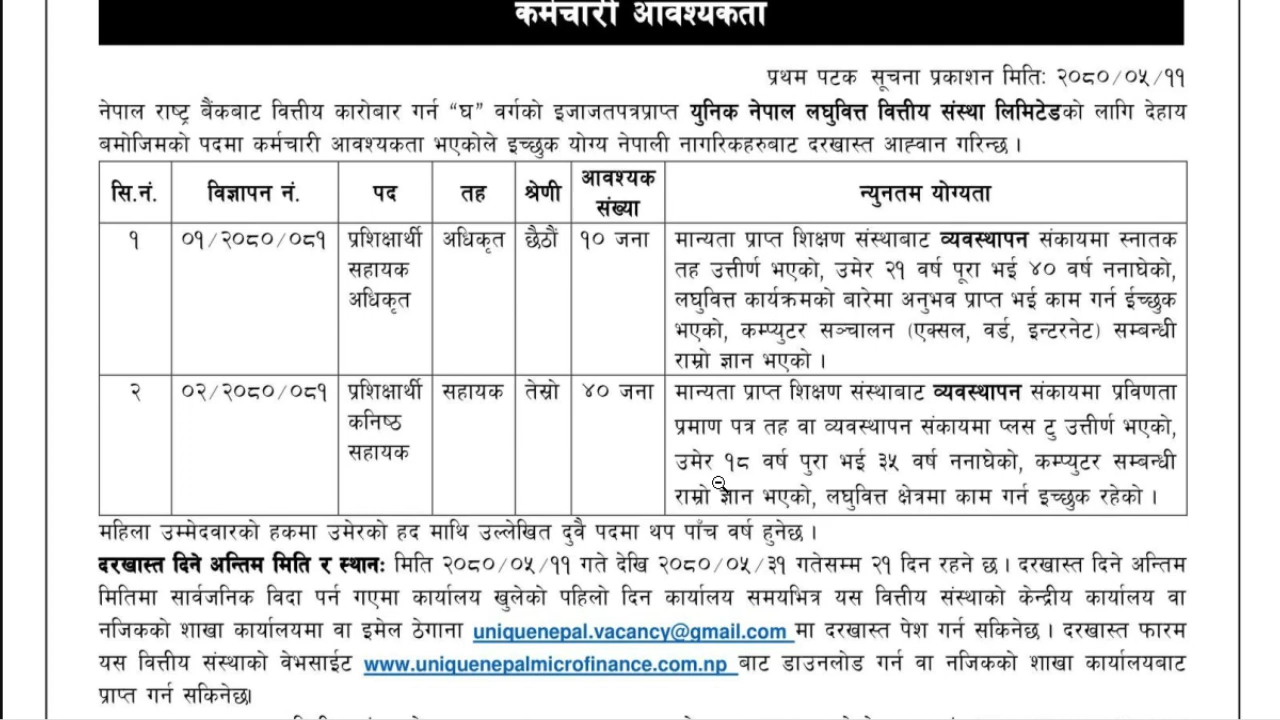 कर्मचारी आवश्यकता
प्रथम पटक सूचना प्रकाशन मितिः २०८०/०५/११
नेपाल राष्ट्र बैंकबाट वित्तीय कारोबार गर्न “घ” वर्गको इजाजतपत्रप्राप्त युनिक नेपाल लघुवित्त वित्तीय संस्था लिमिटेडको लागि देहाय
बमोजिमको पदमा कर्मचारी आवश्यकता भएकोले इच्छुक योग्य नेपाली नागरिकहरुबाट दरखास्त आह्वान गरिन्छ ।
सि.नं. विज्ञापन नं. पद तह श्रेणी आवश्यक संख्या न्युनतम योग्यता
१ ०१/२०८०/०८१ प्रशिक्षार्थी अधिकृत छैठौं १० जना मान्यता प्राप्त शिक्षण संस्थाबाट व्यवस्थापन संकायमा स्नातक
सहायक तह उत्तीर्ण भएको, उमेर २१ वर्ष पूरा भई ४० वर्ष ननाघेको,
अधिकृत लघुवित्त कार्यक्रमको बारेमा अनुभव प्राप्त भई काम गर्न ईच्छुक
भएको, कम्प्युटर सञ्चालन (एक्सल, वर्ड, इन्टरनेट) सम्बन्धी
राम्रो ज्ञान भएको ।
२ ०२/२०८०/०८१ प्रशिक्षार्थी सहायक तेस्रो ४० जना मान्यता प्राप्त शिक्षण संस्थाबाट व्यवस्थापन संकायमा प्रविणता
कनिष्ठ प्रमाण पत्र तह वा व्यवस्थापन संकायमा प्लस टु उत्तीर्ण भएको,
सहायक उमेर १८ वर्ष पुरा भई ३५ वर्ष ननाघेको, कम्प्युटर सम्बन्धी
राम्रो ज्ञान भएको, लघुवित्त क्षेत्रमा काम गर्न इच्छुक रहेको ।
महिला उम्मेदवारको हकमा उमेरको हद माथि उल्लेखित दुवै पदमा थप पाँच वर्ष हुनेछ ।
दरखास्त दिने अन्तिम मिति र स्थानः मिति २०८०/०५/११ गते देखि २०८०/०५/३१ गतेसम्म २१ दिन रहने छ । दरखास्त दिने अन्तिम
मितिमा सार्वजनिक विदा पर्न गएमा कार्यालय खुलेको पहिलो दिन कार्यालय समयभित्र यस वित्तीय संस्थाको केन्द्रीय कार्यालय वा
नजिकको शाखा कार्यालयमा वा इमेल ठेगाना uniquenepal.vacancy@gmail.com मा दरखास्त पेश गर्न सकिनेछ । दरखास्त फारम
यस वित्तीय संस्थाको वेभसाईट www.uniquenepalmicrofinance.com.np बाट डाउनलोड गर्न वा नजिकको शाखा कार्यालयबाट
प्राप्त गर्न सकिनेछ।